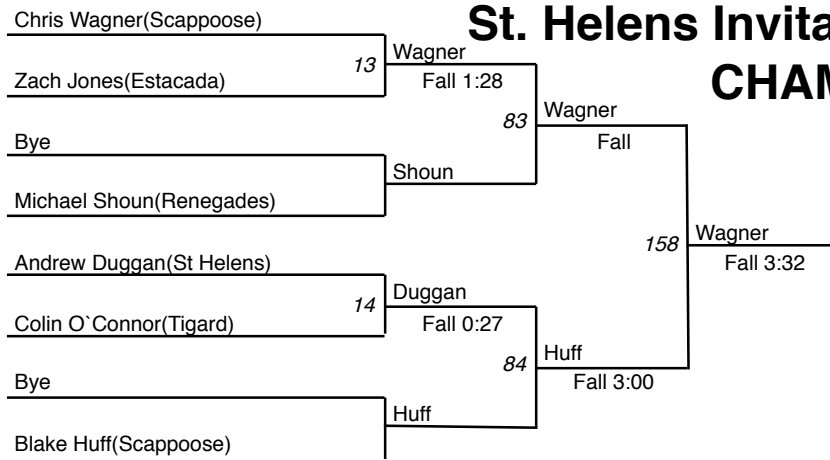 St. Helens Invita
CHAM
Chris Wagner(Scappoose)
13
Wagner
Fall 1:28
Zach Jones(Estacada)
83
Wagner
Fall
Bye
Shoun
Michael Shoun(Renegades)
158
Wagner
Fall 3:32
Andrew Duggan(St Helens)
14
Duggan
Fall 0:27
Colin O`Connor(Tigard)
84
Huff
Fall 3:00
Bye
Huff
Blake Huff(Scappoose)